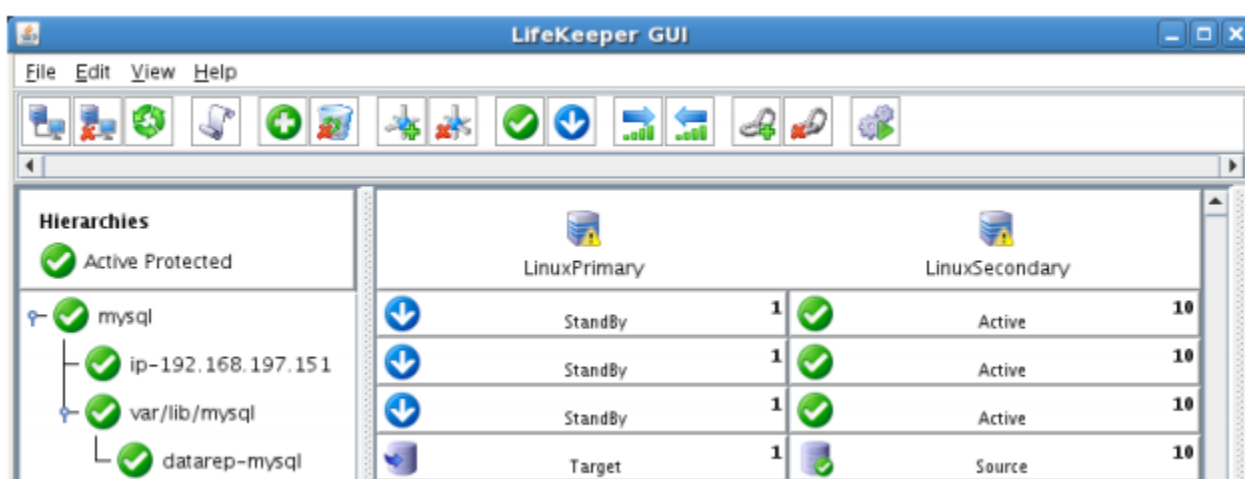 LifeKeeper GUI
File Edit View Help
Hierarchies
Active Protected
LinuxPrimary LinuxSecondary
mysql StandBy 1 Active 10
ip-192.168.197.151 StandBy 1 Active 10
var/lib/mysql StandBy 1 Active 10
datarep-mysql Target 1 Source 10